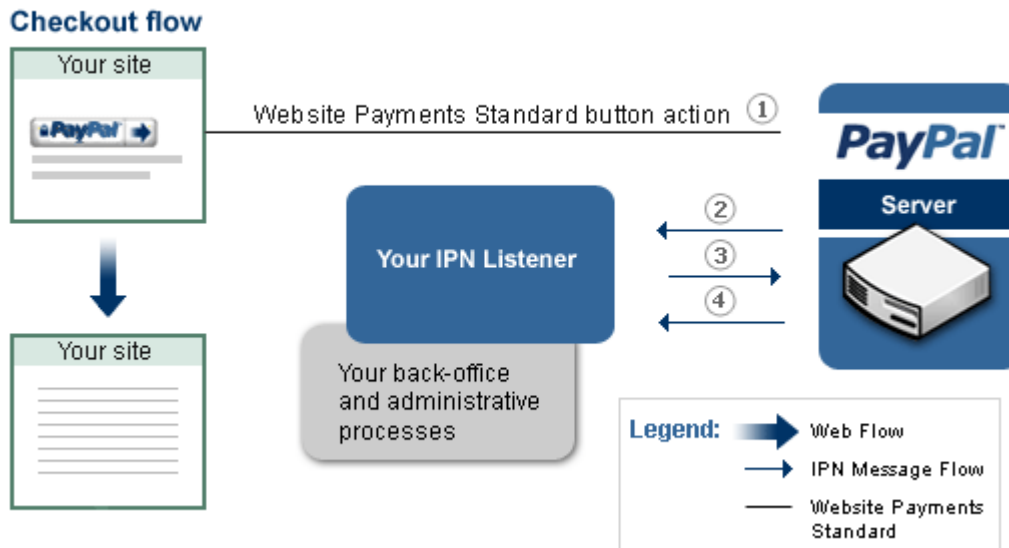 Checkout flow
Your site
PayPal
Website Payments Standard button action 1
PayPal™
Server
2
Your IPN Listener
3
4
Your site
Your back-office
and administrative
processes
Legend:
Web Flow
IPN Message Flow
Website Payments
Standard